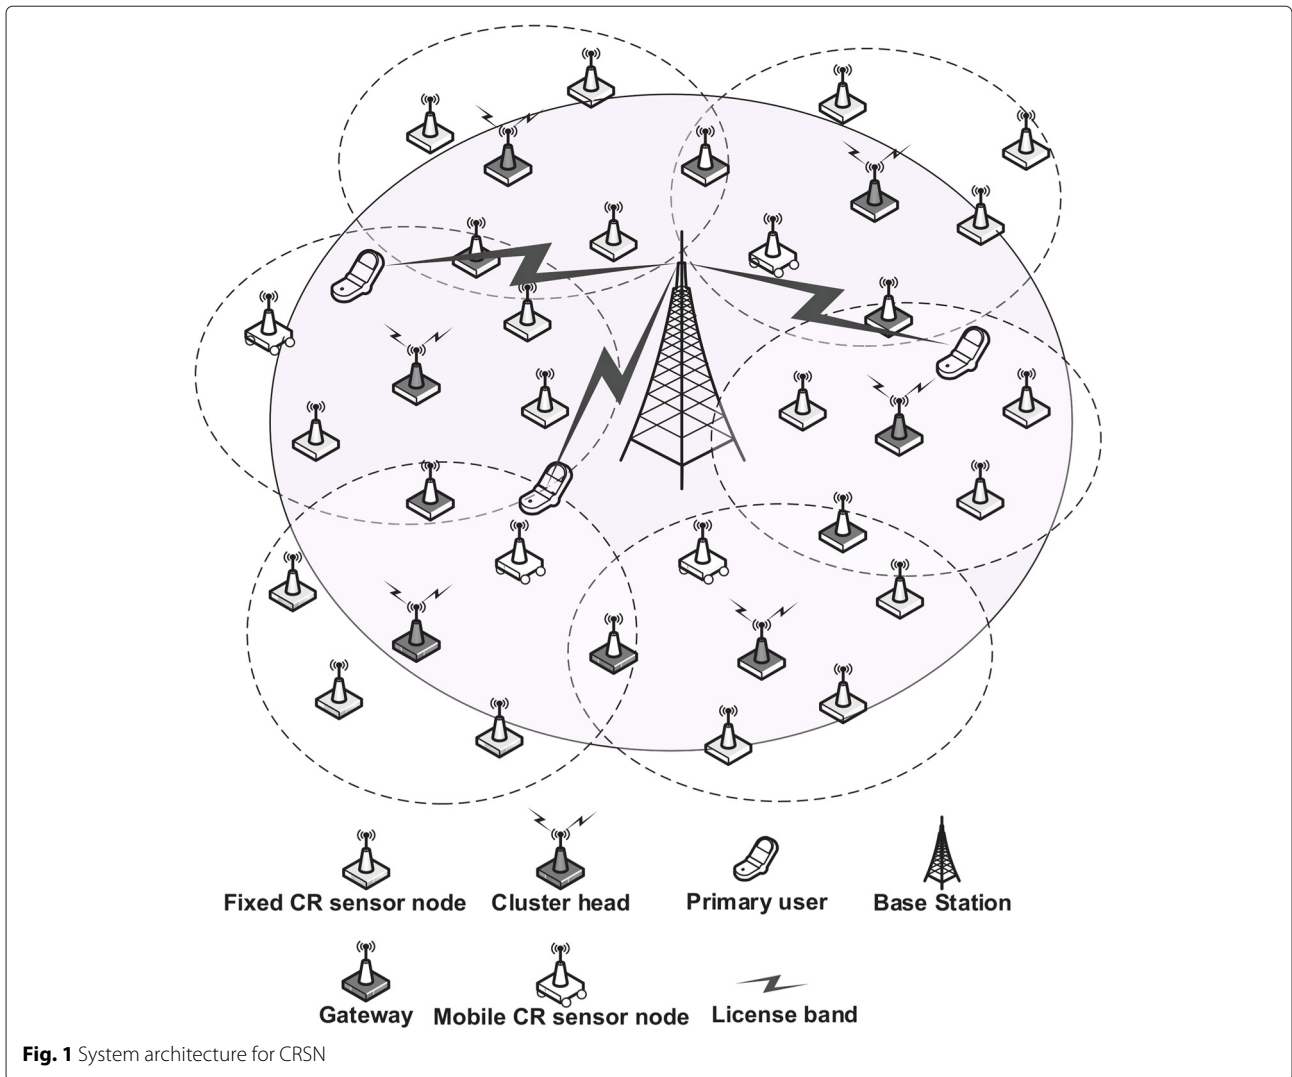 Fixed CR sensor node Cluster head Primary user Base Station
Gateway Mobile CR sensor node License band
Fig. 1 System architecture for CRSN